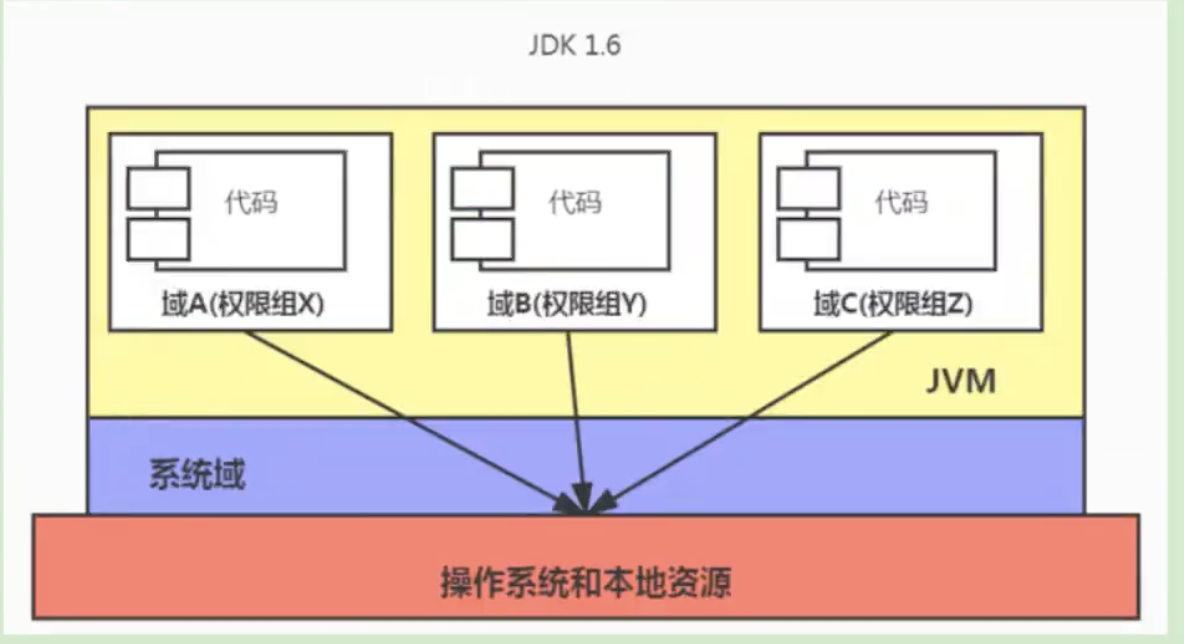 JDK 1.6
代码
代码
代码
域A(权限组X)
域B(权限组Y)
域C(权限组Z)
JVM
系统域
操作系统和本地资源